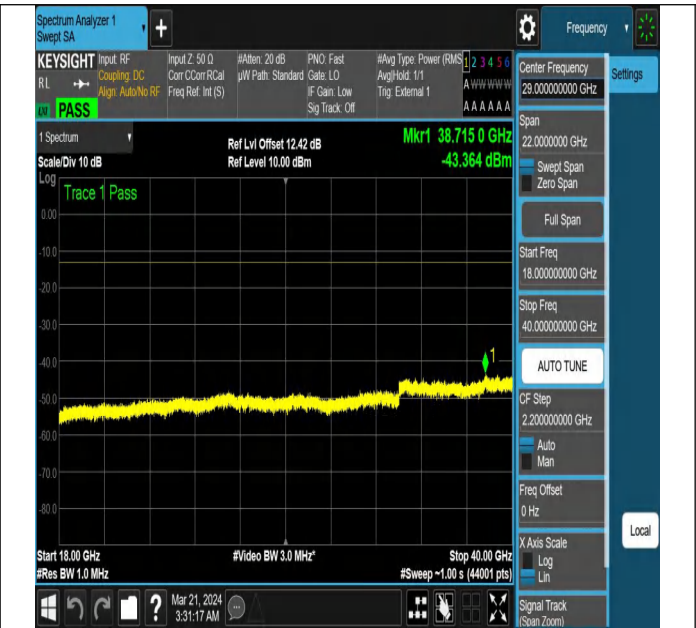 Spectrum Analyzer 1
Swept SA
+
Frequency
KEYSIGHT
RL
PASS
Input: RF
Coupling: DC
Align: Auto/No RF
Input Z: 50 Ω
Corr CCorr RCal
Freq Ref: Int (S)
#Atten: 20 dB
µW Path: Standard
PNO: Fast
Gate: LO
IF Gain: Low
Sig Track: Off
#Avg Type: Power (RMS
Avg|Hold: 1/1
Trig: External 1
1 2 3 4 5 6
A W W W W W
A A A A A A
1 Spectrum
Scale/Div 10 dB
Ref Lvl Offset 12.42 dB
Ref Level 10.00 dBm
Mkr1 38.715 0 GHz
-43.364 dBm
Log
Trace 1 Pass
0.00
-10.0
-20.0
-30.0
-40.0
-50.0
-60.0
-70.0
-80.0
1
Start 18.00 GHz
#Res BW 1.0 MHz
#Video BW 3.0 MHz*
Stop 40.00 GHz
#Sweep ~1.00 s (44001 pts)
Center Frequency
29.000000000 GHz
Settings
Span
22.0000000 GHz
Swept Span
Zero Span
Full Span
Start Freq
18.000000000 GHz
Stop Freq
40.000000000 GHz
AUTO TUNE
CF Step
2.200000000 GHz
Auto
Man
Freq Offset
0 Hz
X Axis Scale
Log
Lin
Local
Signal Track
(Span Zoom)
?
Mar 21, 2024
3:31:17 AM